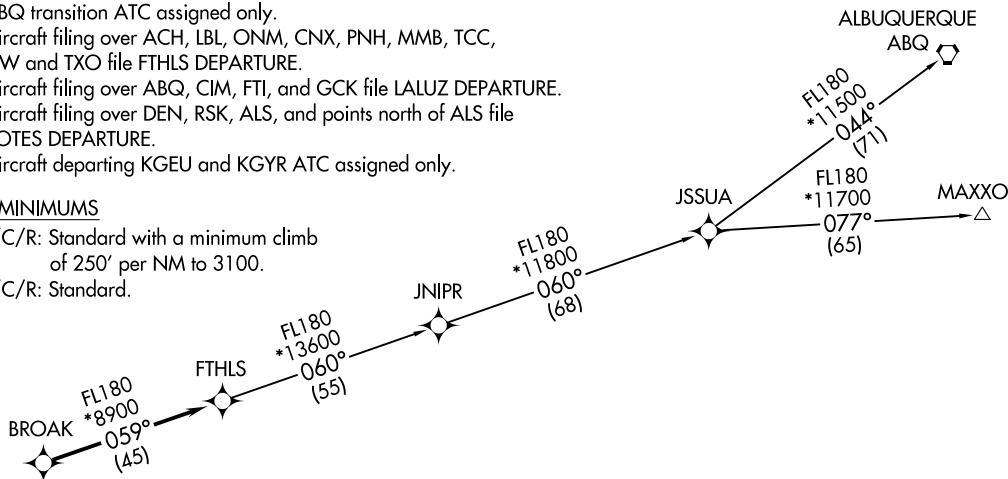 BQ transition ATC assigned only.
ircraft filing over ACH, LBL, ONM, CNX, PNH, MMB, TCC,
W and TXO file FTHLS DEPARTURE.
ircraft filing over ABQ, CIM, FTI, and GCK file LALUZ DEPARTURE.
ircraft filing over DEN, RSK, ALS, and points north of ALS file
OTES DEPARTURE.
ircraft departing KGEU and KGYR ATC assigned only.
MINIMUMS
C/R: Standard with a minimum climb
of 250' per NM to 3100.
C/R: Standard.
ALBUQUERQUE
ABQ
FL180
*11500
044°
(71)
FL180
*11700
077°
(65)
MAXXO
JSSUA
FL180
*11800
060°
(68)
JNIPR
FL180
*13600
060°
(55)
FTHLS
FL180
*8900
059°
(45)
BROAK